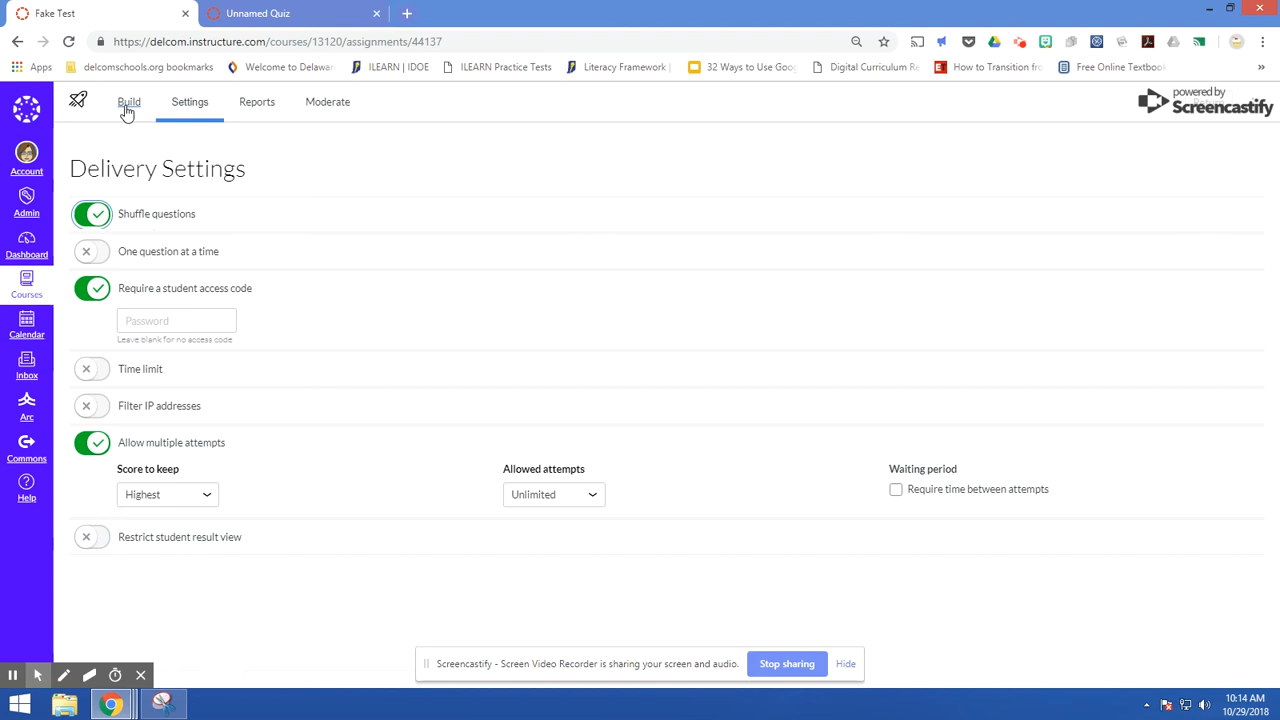 Fake Test
Unnamed Quiz
https://delcom.instructure.com/courses/13120/assignments/44137
Apps
delcomschools.org bookmarks
Welcome to Delaware
ILEARN | IDOE
ILEARN Practice Tests
Literacy Framework |
32 Ways to Use Goog
Digital Curriculum Re
How to Transition from
Free Online Textbook
»
Build
Settings
Reports
Moderate
powered by
Screencastify
Account
Admin
Dashboard
Courses
Calendar
Inbox
Arc
Commons
Help
Delivery Settings
Shuffle questions
One question at a time
Require a student access code
Password
Leave blank for no access code
Time limit
Filter IP addresses
Allow multiple attempts
Score to keep
Allowed attempts
Waiting period
Highest
Unlimited
Require time between attempts
Restrict student result view
Screencastify - Screen Video Recorder is sharing your screen and audio.
Stop sharing
Hide
10:14 AM
10/29/2018